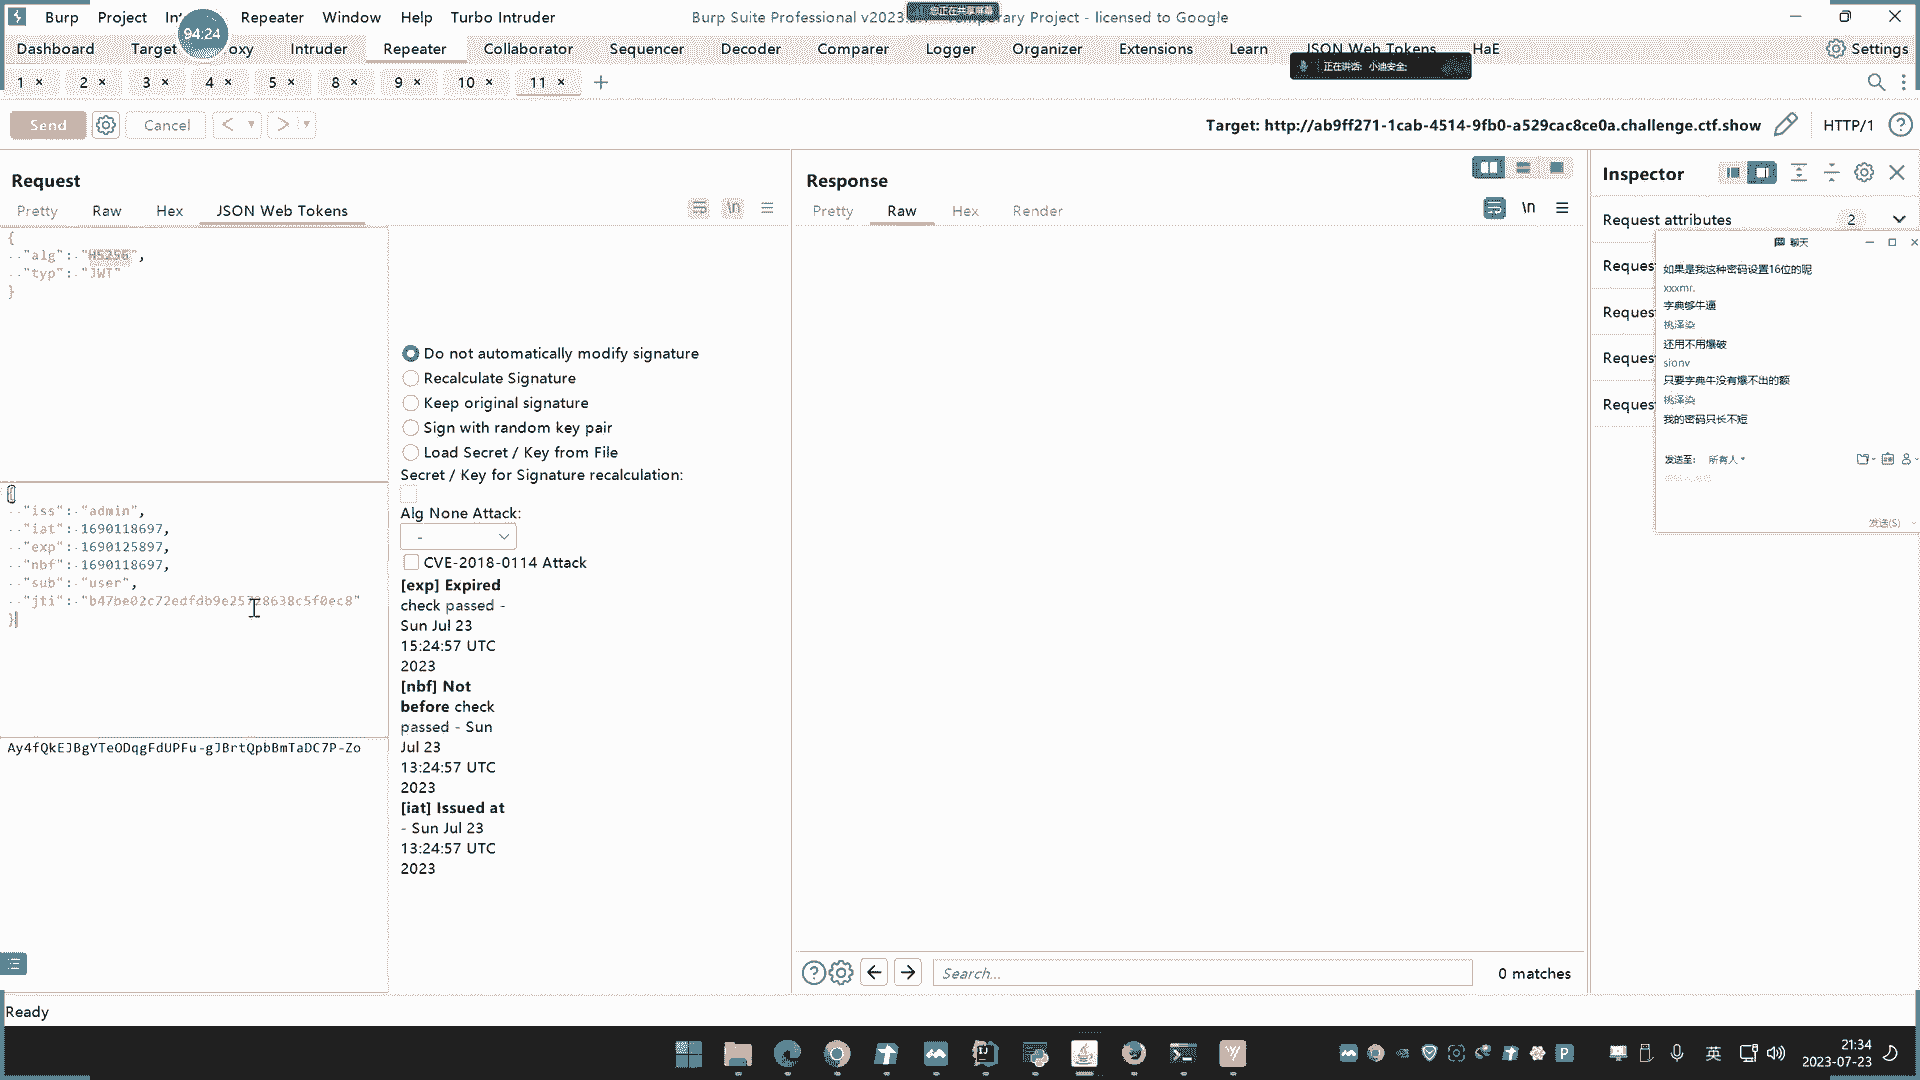 Burp Project Int Repeater Window Help Turbo Intruder
Burp Suite Professional v2023. mporary Project - licensed to Google
94:24
Dashboard Target oxy Intruder Repeater Collaborator Sequencer Decoder Comparer Logger Organizer Extensions Learn JSON Web Tokens HaE Settings
正在讲话: 小迪安全;
1 × 2 × 3 × 4 × 5 × 8 × 9 × 10 × 11 × +
Send Cancel < >
Target: http://ab9ff271-1cab-4514-9fb0-a529cac8ce0a.challenge.ctf.show HTTP/1
Request
Pretty Raw Hex JSON Web Tokens
\n
{
"alg": "HS256",
"typ": "JWT"
}
Do not automatically modify signature
Recalculate Signature
Keep original signature
Sign with random key pair
Load Secret / Key from File
Secret / Key for Signature recalculation:
Alg None Attack:
-
CVE-2018-0114 Attack
[exp] Expired
check passed -
Sun Jul 23
15:24:57 UTC
2023
[nbf] Not
before check
passed - Sun
Jul 23
13:24:57 UTC
2023
[iat] Issued at
- Sun Jul 23
13:24:57 UTC
2023
{
"iss": "admin",
"iat": 1690118697,
"exp": 1690125897,
"nbf": 1690118697,
"sub": "user",
}
Ay4fQkEJBgYTeODqgFdUPFu-gJBrtQpbBmTaDC7P-Zo
Response
Pretty Raw Hex Render
\n
Search...
0 matches
Inspector
Request attributes 2
Reques
Reques
Reques
Reques
聊天
如果是我这种密码设置16位的呢
xxxmr.
字典够牛逼
桃泽染
还用不用爆破
sionv
只要字典牛没有爆不出的额
桃泽染
我的密码只长不短
发送至: 所有人
发送(S)
Ready
英
21:34
2023-07-23